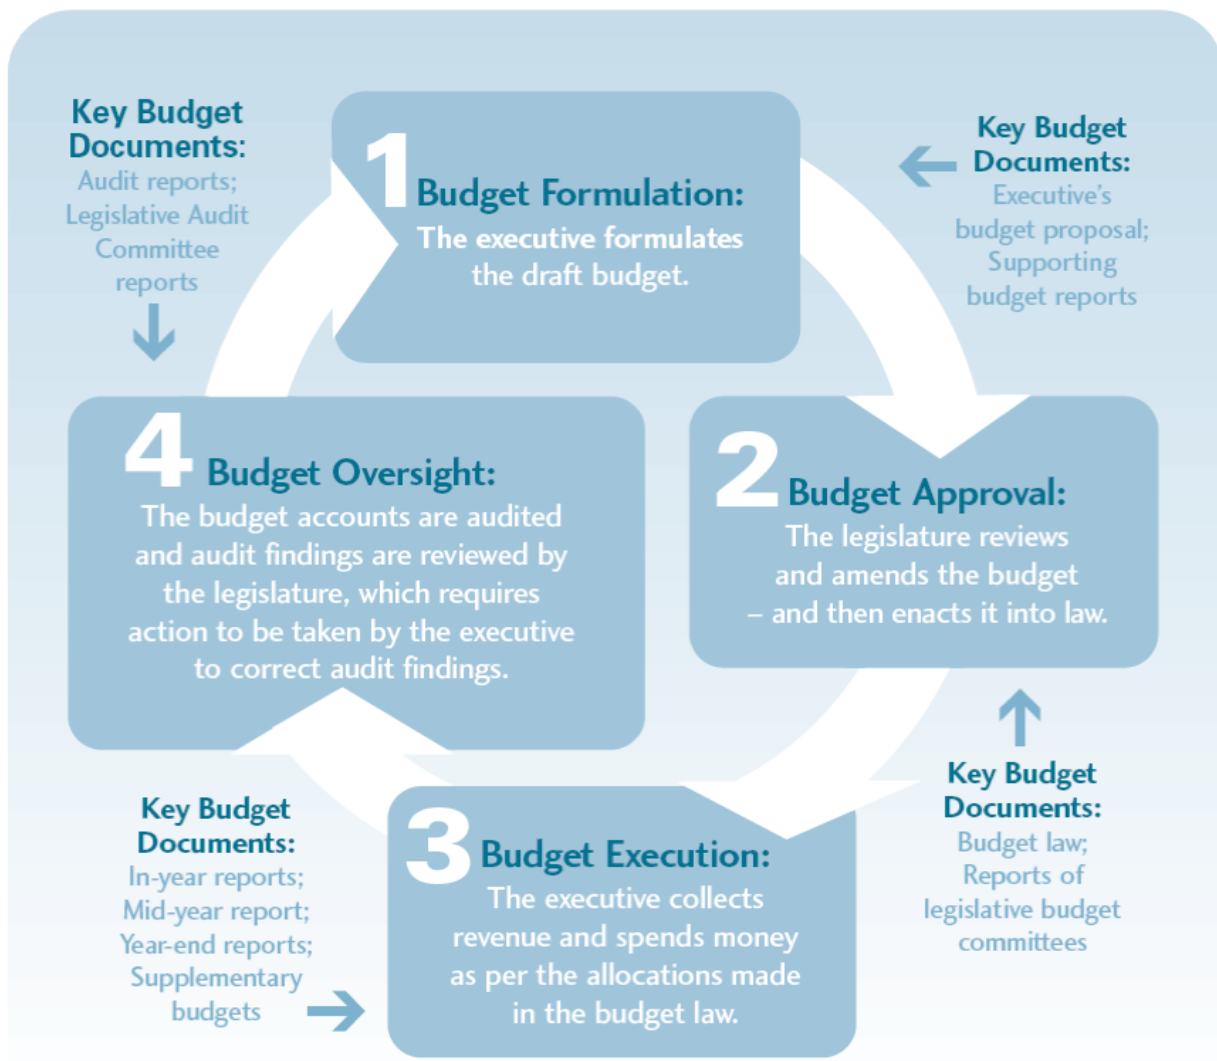 Key Budget
Documents:
Audit reports;
Legislative Audit
Committee
reports
1
Budget Formulation:
The executive formulates
the draft budget.
Key Budget
Documents:
Executive’s
budget proposal;
Supporting
budget reports
2
Budget Approval:
The legislature reviews
and amends the budget
– and then enacts it into law.
Key Budget
Documents:
Budget law;
Reports of
legislative budget
committees
3
Budget Execution:
The executive collects
revenue and spends money
as per the allocations made
in the budget law.
Key Budget
Documents:
In-year reports;
Mid-year report;
Year-end reports;
Supplementary
budgets
4
Budget Oversight:
The budget accounts are audited
and audit findings are reviewed by
the legislature, which requires
action to be taken by the executive
to correct audit findings.